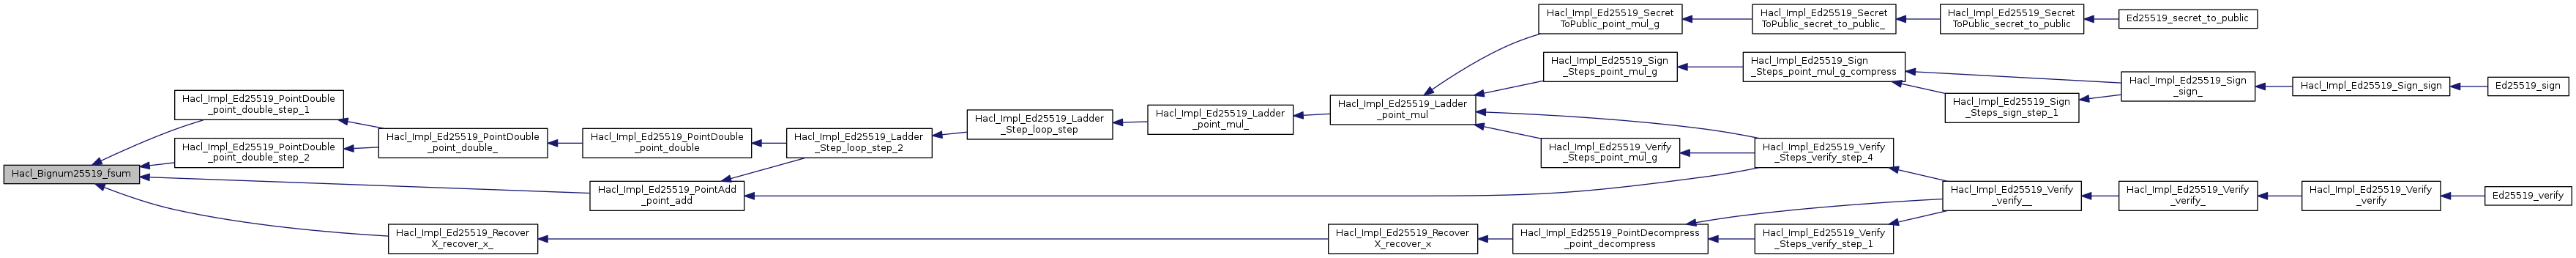 Hacl_Bignum25519_fsum
Hacl_Impl_Ed25519_PointDouble
_point_double_step_1
Hacl_Impl_Ed25519_PointDouble
_point_double_step_2
Hacl_Impl_Ed25519_PointDouble
_point_double_
Hacl_Impl_Ed25519_Recover
X_recover_x_
Hacl_Impl_Ed25519_PointDouble
_point_double
Hacl_Impl_Ed25519_PointAdd
_point_add
Hacl_Impl_Ed25519_Ladder
_Step_loop_step_2
Hacl_Impl_Ed25519_Ladder
_Step_loop_step
Hacl_Impl_Ed25519_Ladder
_point_mul_
Hacl_Impl_Ed25519_Ladder
_point_mul
Hacl_Impl_Ed25519_Recover
X_recover_x
Hacl_Impl_Ed25519_Secret
ToPublic_point_mul_g
Hacl_Impl_Ed25519_Sign
_Steps_point_mul_g
Hacl_Impl_Ed25519_Verify
_Steps_point_mul_g
Hacl_Impl_Ed25519_PointDecompress
_point_decompress
Hacl_Impl_Ed25519_Secret
ToPublic_secret_to_public_
Hacl_Impl_Ed25519_Sign
_Steps_point_mul_g_compress
Hacl_Impl_Ed25519_Verify
_Steps_verify_step_4
Hacl_Impl_Ed25519_Verify
_Steps_verify_step_1
Hacl_Impl_Ed25519_Secret
ToPublic_secret_to_public
Hacl_Impl_Ed25519_Sign
_Steps_sign_step_1
Hacl_Impl_Ed25519_Verify
_verify__
Ed25519_secret_to_public
Hacl_Impl_Ed25519_Sign
_sign_
Hacl_Impl_Ed25519_Verify
_verify_
Hacl_Impl_Ed25519_Sign_sign
Hacl_Impl_Ed25519_Verify
_verify
Ed25519_sign
Ed25519_verify